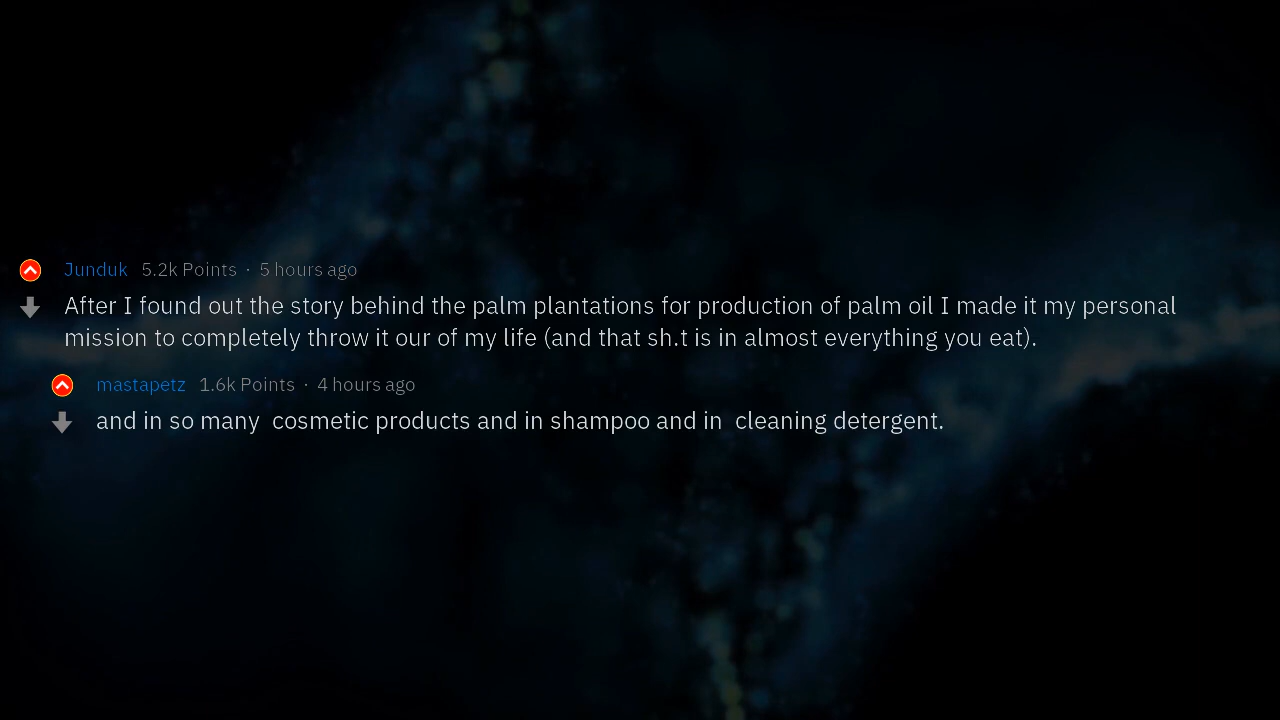 Junduk 5.2k Points · 5 hours ago
After I found out the story behind the palm plantations for production of palm oil I made it my personal
mission to completely throw it our of my life (and that sh.t is in almost everything you eat).
mastapetz 1.6k Points · 4 hours ago
and in so many  cosmetic products and in shampoo and in  cleaning detergent.